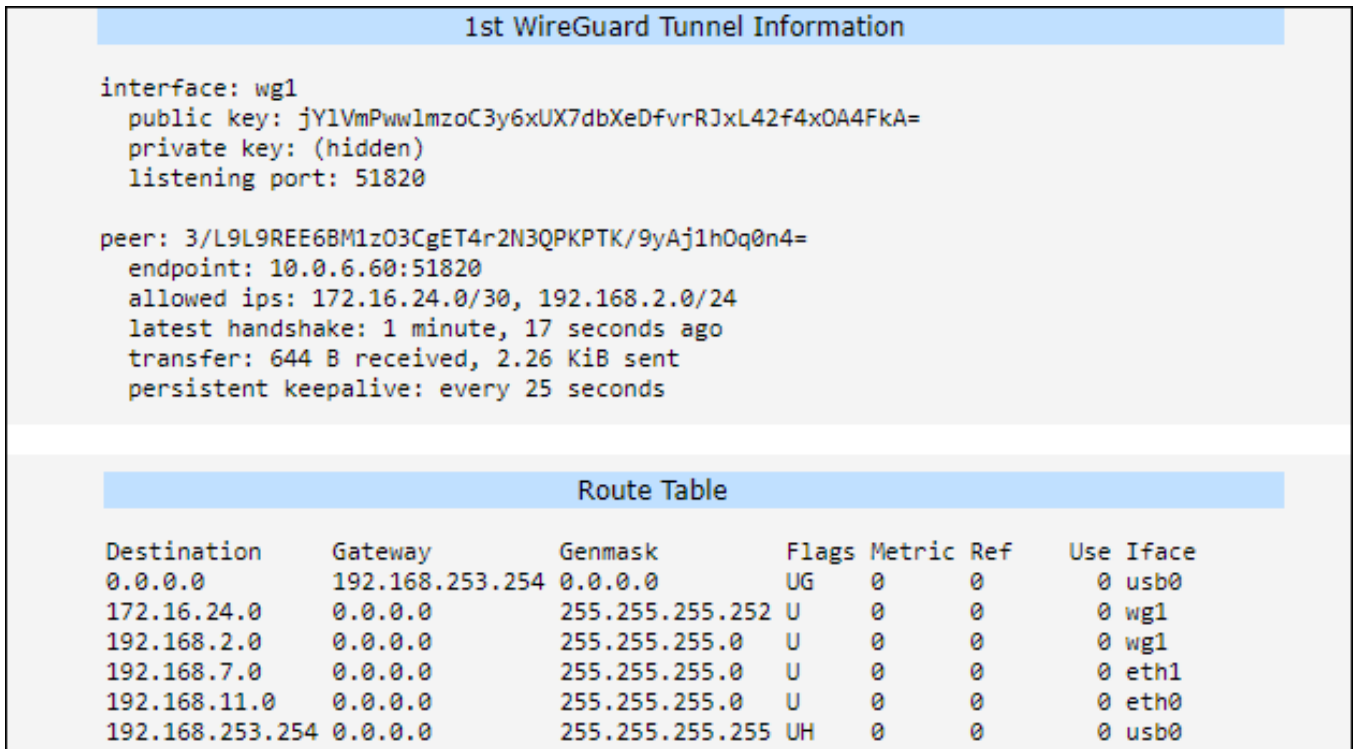 1st WireGuard Tunnel Information
interface: wg1
public key: jYlVmPwwlmzoC3y6xUX7dbXeDfvrRJxL42f4xOA4FkA=
private key: (hidden)
listening port: 51820
peer: 3/L9L9REE6BM1zO3CgET4r2N3QPKPTK/9yAj1hOq0n4=
endpoint: 10.0.6.60:51820
allowed ips: 172.16.24.0/30, 192.168.2.0/24
latest handshake: 1 minute, 17 seconds ago
transfer: 644 B received, 2.26 KiB sent
persistent keepalive: every 25 seconds
Route Table
Destination Gateway Genmask Flags Metric Ref Use Iface
0.0.0.0 192.168.253.254 0.0.0.0 UG 0 0 0 usb0
172.16.24.0 0.0.0.0 255.255.255.252 U 0 0 0 wg1
192.168.2.0 0.0.0.0 255.255.255.0 U 0 0 0 wg1
192.168.7.0 0.0.0.0 255.255.255.0 U 0 0 0 eth1
192.168.11.0 0.0.0.0 255.255.255.0 U 0 0 0 eth0
192.168.253.254 0.0.0.0 255.255.255.255 UH 0 0 0 usb0